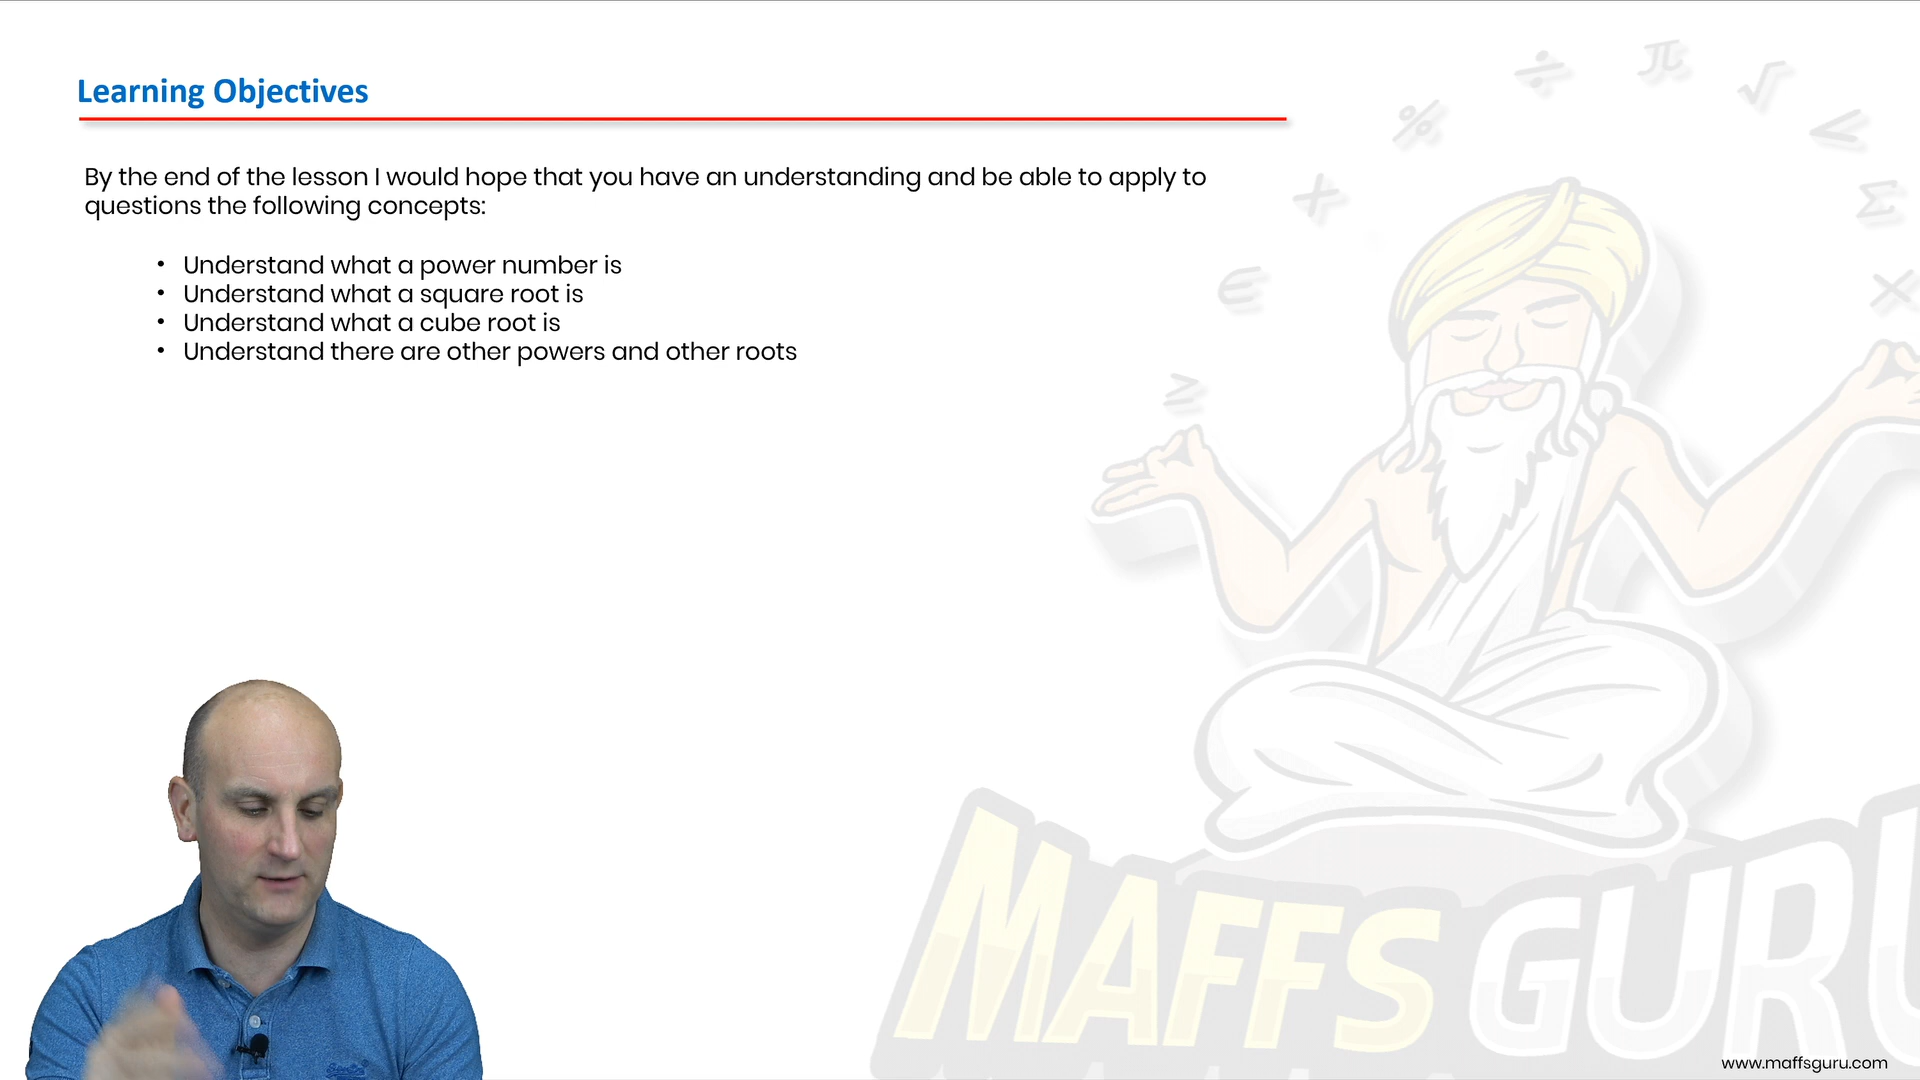 Learning Objectives
By the end of the lesson I would hope that you have an understanding and be able to apply to
questions the following concepts:
• Understand what a power number is
• Understand what a square root is
• Understand what a cube root is
• Understand there are other powers and other roots
÷ π √ < % + Σ ∈ × ≥
MAFFS GURU
www.maffsguru.com